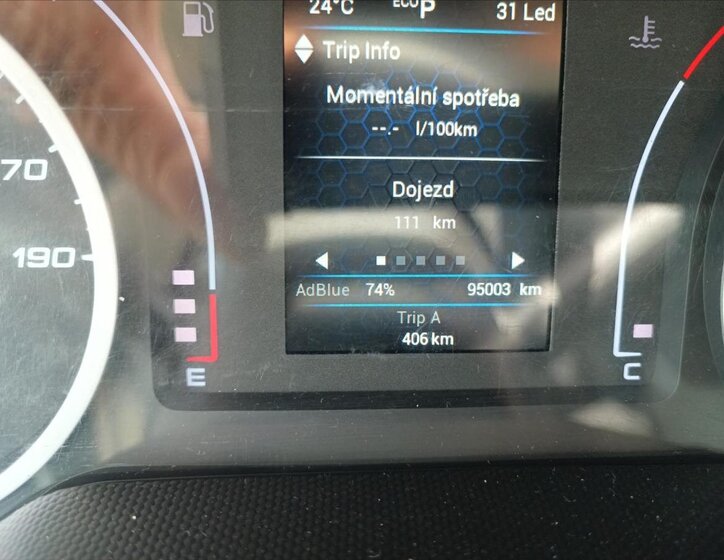 24°C ECO P 31 Led
Trip Info
Momentální spotřeba
--.- l/100km
70
Dojezd
111 km
190
AdBlue 74% 95003 km
Trip A
406 km
E
C